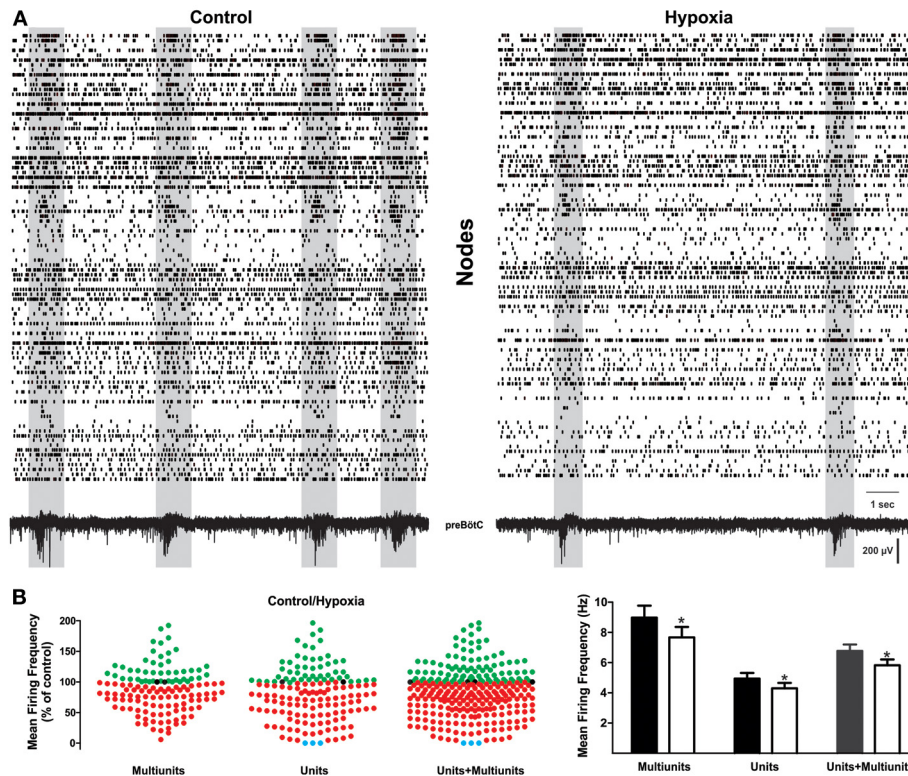 A
Control
Hypoxia
Nodes
preBötC
1 sec
200 µV
B
Control/Hypoxia
Mean Firing Frequency
(% of control)
200
150
100
50
0
Multiunits
Units
Units+Multiunits
Mean Firing Frequency (Hz)
10
8
6
4
2
*
*
*
Multiunits
Units
Units+Multiunit